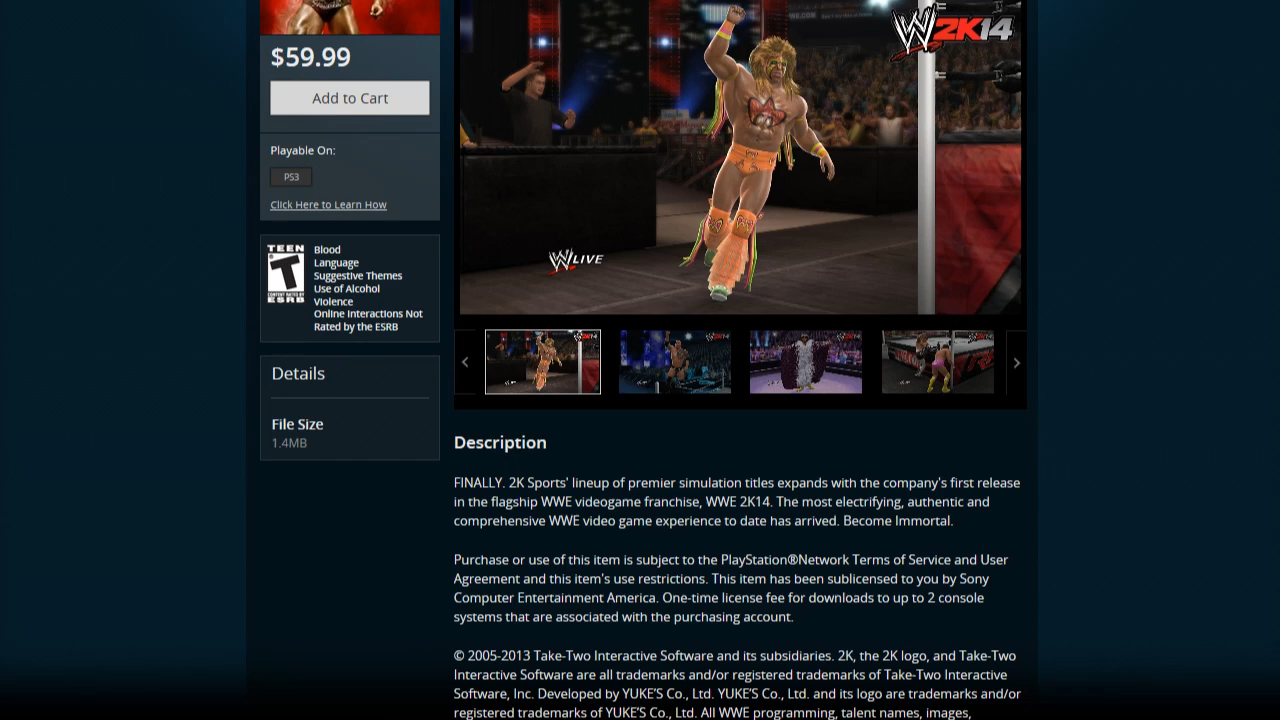 $59.99
Add to Cart
Playable On:
PS3
Click Here to Learn How
TEEN
T
CONTENT RATED BY
ESRB
Blood
Language
Suggestive Themes
Use of Alcohol
Violence
Online Interactions Not
Rated by the ESRB
Details
File Size
1.4MB
W 2K14
W LIVE
Description
FINALLY. 2K Sports' lineup of premier simulation titles expands with the company's first release
in the flagship WWE videogame franchise, WWE 2K14. The most electrifying, authentic and
comprehensive WWE video game experience to date has arrived. Become Immortal.
Purchase or use of this item is subject to the PlayStation®Network Terms of Service and User
Agreement and this item's use restrictions. This item has been sublicensed to you by Sony
Computer Entertainment America. One-time license fee for downloads to up to 2 console
systems that are associated with the purchasing account.
© 2005-2013 Take-Two Interactive Software and its subsidiaries. 2K, the 2K logo, and Take-Two
Interactive Software are all trademarks and/or registered trademarks of Take-Two Interactive
Software, Inc. Developed by YUKE'S Co., Ltd. YUKE'S Co., Ltd. and its logo are trademarks and/or
registered trademarks of YUKE'S Co., Ltd. All WWE programming, talent names, images,